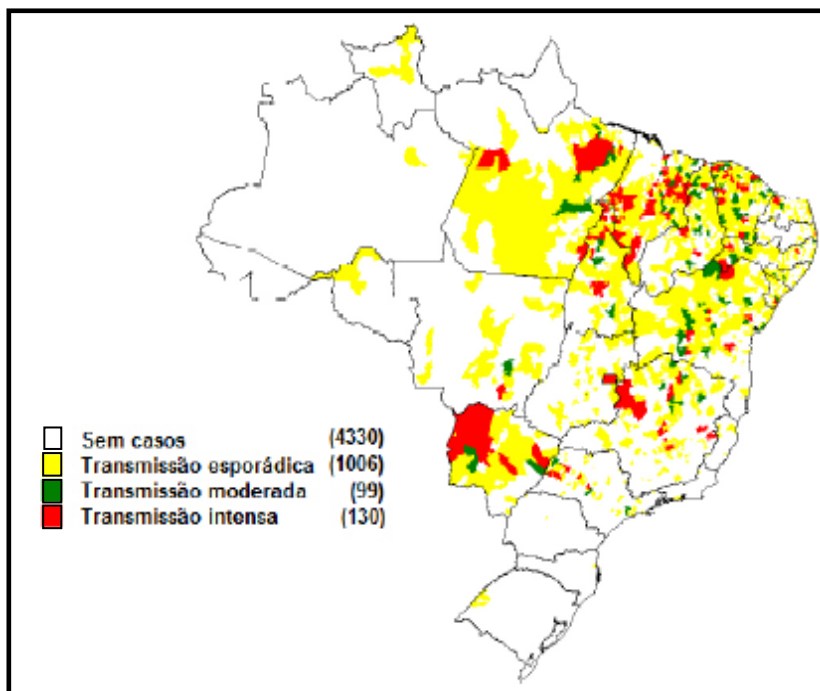 Sem casos (4330)
Transmissão esporádica (1006)
Transmissão moderada (99)
Transmissão intensa (130)